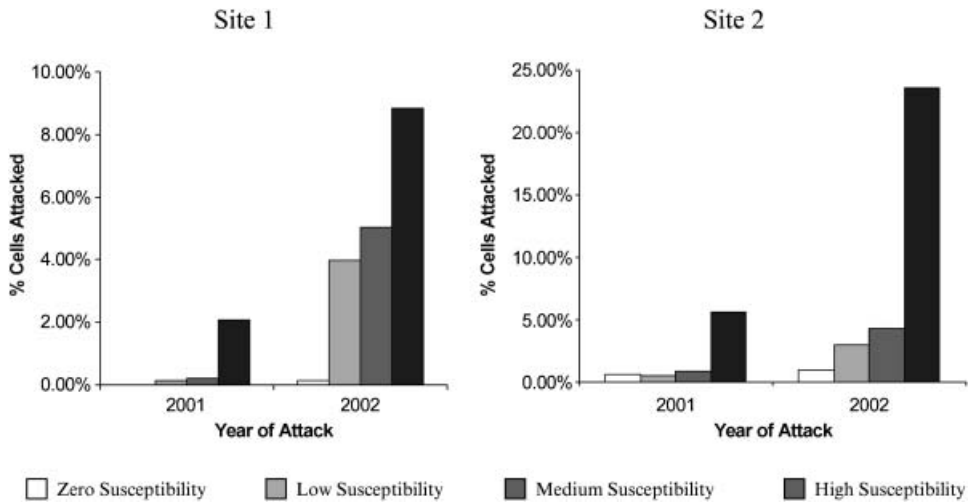 Site 1
10.00%
8.00%
6.00%
4.00%
2.00%
0.00%
% Cells Attacked
2001
2002
Year of Attack
Site 2
25.00%
20.00%
15.00%
10.00%
5.00%
0.00%
% Cells Attacked
2001
2002
Year of Attack
Zero Susceptibility
Low Susceptibility
Medium Susceptibility
High Susceptibility